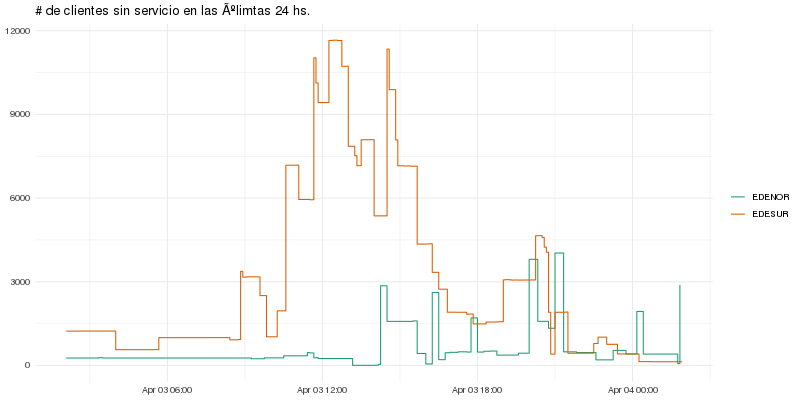 # de clientes sin servicio en las Ãºlimtas 24 hs.
12000
9000
6000
3000
0
Apr 03 06:00
Apr 03 12:00
Apr 03 18:00
Apr 04 00:00
EDENOR
EDESUR